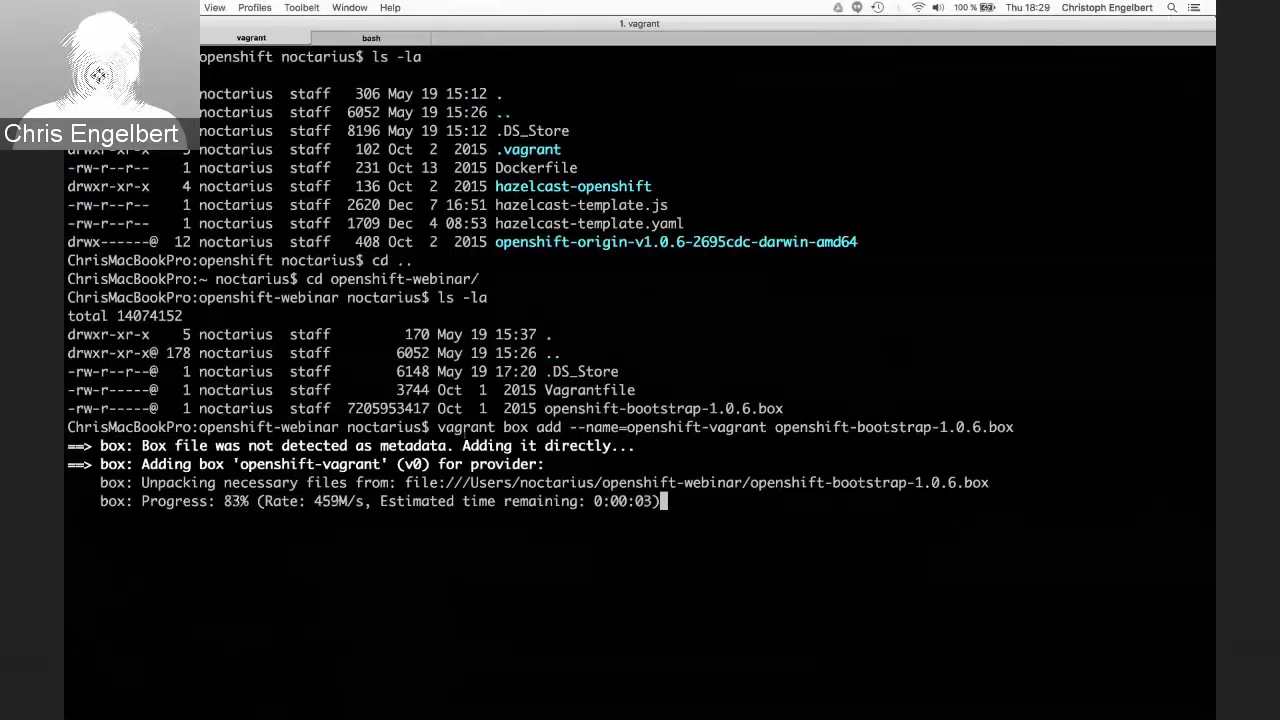 View Profiles Toolbelt Window Help 100 % Thu 18:29 Christoph Engelbert
1. vagrant
vagrant bash
openshift noctarius$ ls -la
noctarius staff 306 May 19 15:12 .
noctarius staff 6052 May 19 15:26 ..
Chris Engelbert
noctarius staff 8196 May 19 15:12 .DS_Store
drwxr-xr-x 3 noctarius staff 102 Oct 2 2015 .vagrant
-rw-r--r-- 1 noctarius staff 231 Oct 13 2015 Dockerfile
drwxr-xr-x 4 noctarius staff 136 Oct 2 2015 hazelcast-openshift
-rw-r--r-- 1 noctarius staff 2620 Dec 7 16:51 hazelcast-template.js
-rw-r--r-- 1 noctarius staff 1709 Dec 4 08:53 hazelcast-template.yaml
drwx------@ 12 noctarius staff 408 Oct 2 2015 openshift-origin-v1.0.6-2695cdc-darwin-amd64
ChrisMacBookPro:openshift noctarius$ cd ..
ChrisMacBookPro:~ noctarius$ cd openshift-webinar/
ChrisMacBookPro:openshift-webinar noctarius$ ls -la
total 14074152
drwxr-xr-x 5 noctarius staff 170 May 19 15:37 .
drwxr-xr-x@ 178 noctarius staff 6052 May 19 15:26 ..
-rw-r--r--@ 1 noctarius staff 6148 May 19 17:20 .DS_Store
-rw-r-----@ 1 noctarius staff 3744 Oct 1 2015 Vagrantfile
-rw-r-----@ 1 noctarius staff 7205953417 Oct 1 2015 openshift-bootstrap-1.0.6.box
ChrisMacBookPro:openshift-webinar noctarius$ vagrant box add --name=openshift-vagrant openshift-bootstrap-1.0.6.box
==> box: Box file was not detected as metadata. Adding it directly...
==> box: Adding box 'openshift-vagrant' (v0) for provider:
box: Unpacking necessary files from: file:///Users/noctarius/openshift-webinar/openshift-bootstrap-1.0.6.box
box: Progress: 83% (Rate: 459M/s, Estimated time remaining: 0:00:03)